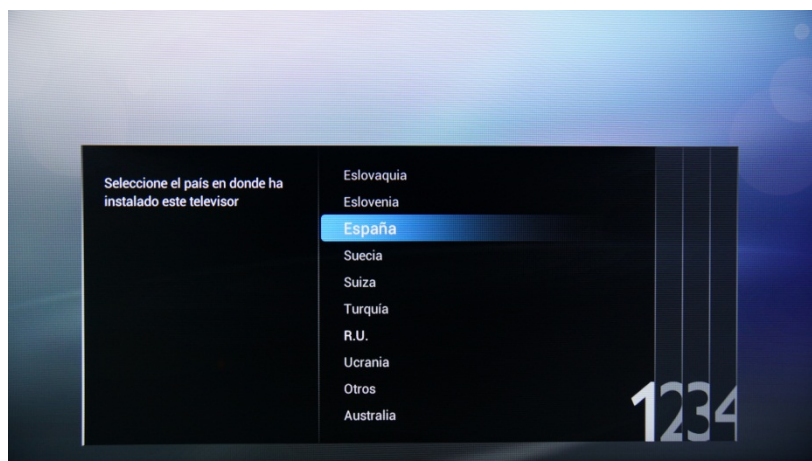 Seleccione el país en donde ha
instalado este televisor
Eslovaquia
Eslovenia
España
Suecia
Suiza
Turquía
R.U.
Ucrania
Otros
Australia
1234